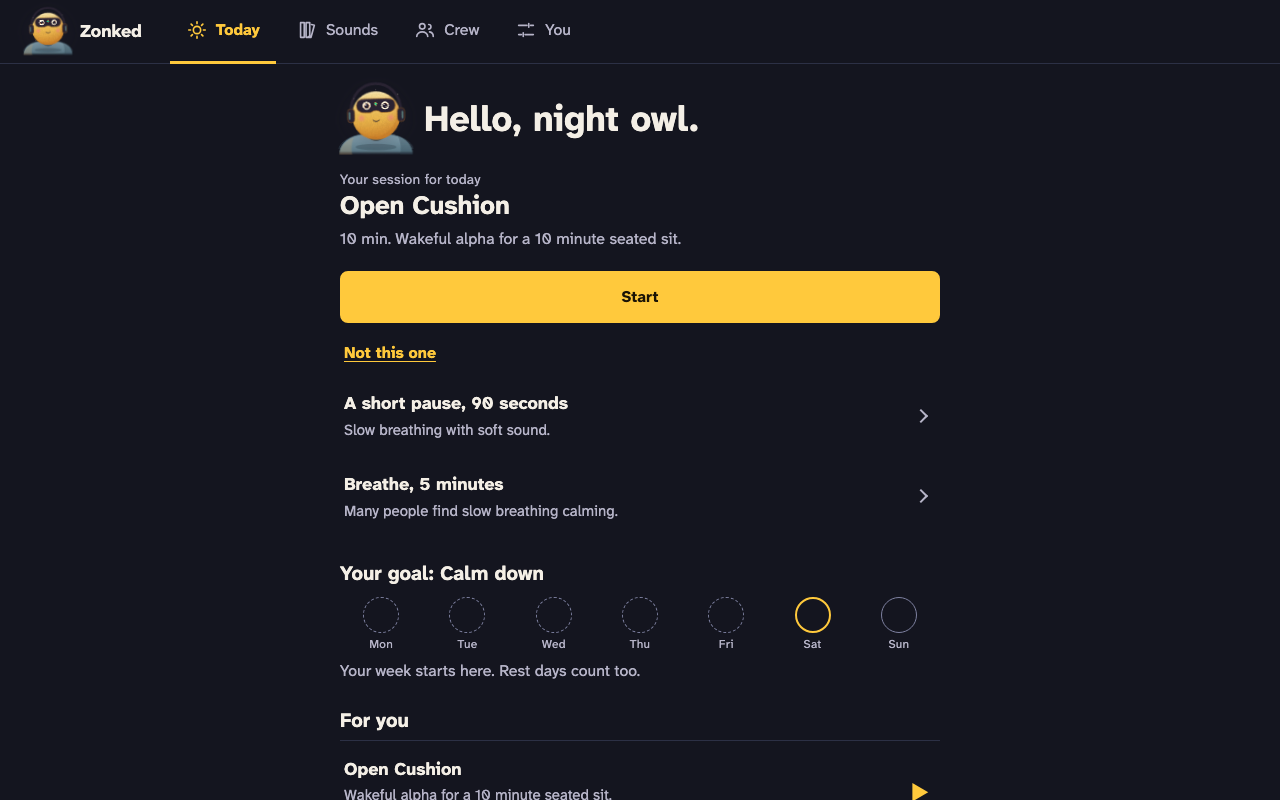 Zonked
Today
Sounds
Crew
You
Hello, night owl.
Your session for today
Open Cushion
10 min. Wakeful alpha for a 10 minute seated sit.
Start
Not this one
A short pause, 90 seconds
Slow breathing with soft sound.
Breathe, 5 minutes
Many people find slow breathing calming.
Your goal: Calm down
Mon Tue Wed Thu Fri Sat Sun
Your week starts here. Rest days count too.
For you
Open Cushion
Wakeful alpha for a 10 minute seated sit.